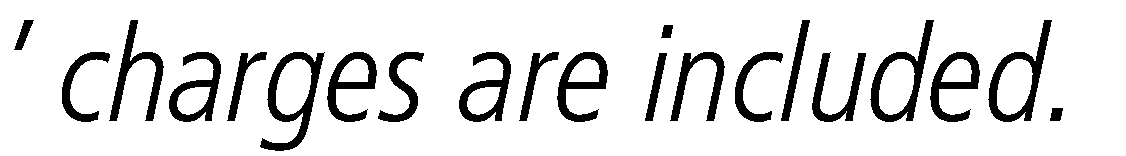 ’ charges are included.